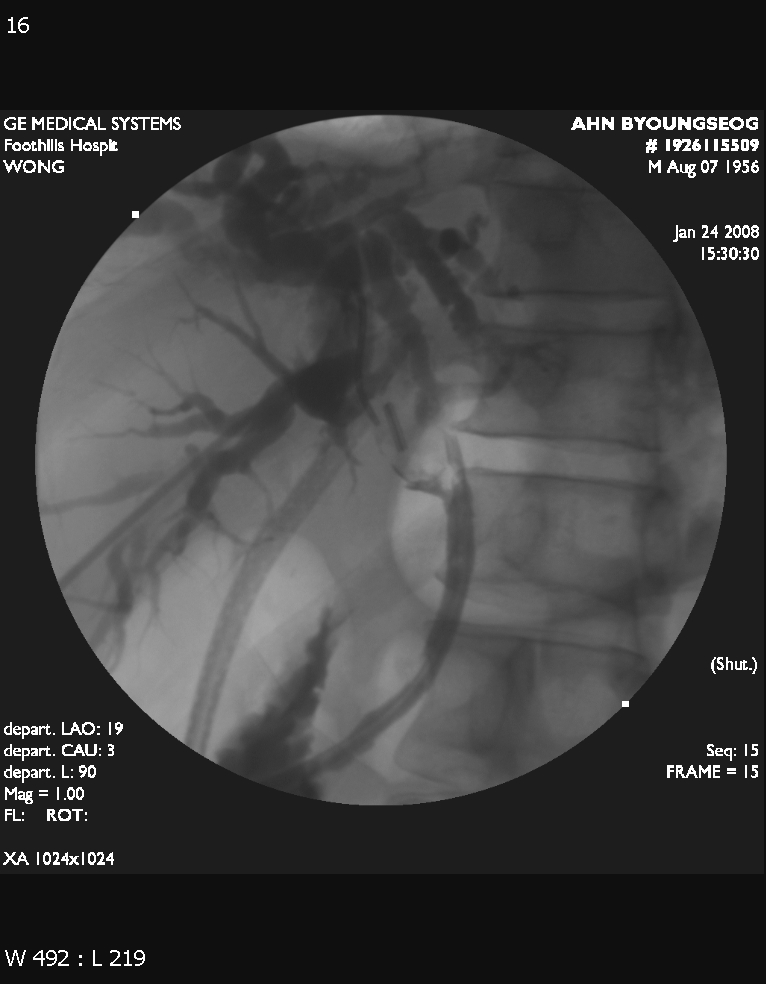 16
GE MEDICAL SYSTEMS
Foothills Hospit
WONG
AHN BYOUNGSEOG
# 1926115509
M Aug 07 1956
Jan 24 2008
15:30:30
(Shut.)
depart. LAO: 19
depart. CAU: 3
depart. L: 90
Mag = 1.00
FL: ROT:
Seq: 15
FRAME = 15
XA 1024x1024
W 492 : L 219